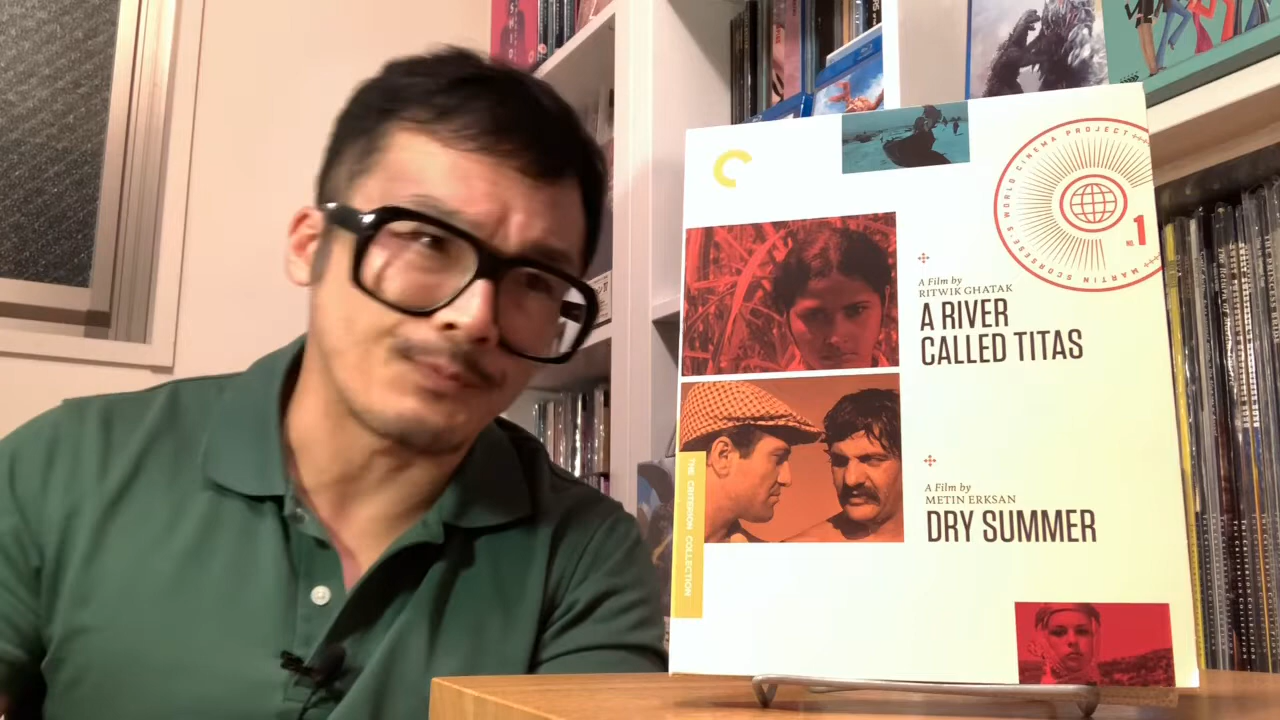 MARTIN SCORSESE'S WORLD CINEMA PROJECT
NO. 1
A Film by
RITWIK GHATAK
A RIVER
CALLED TITAS
A Film by
METIN ERKSAN
DRY SUMMER
THE CRITERION COLLECTION